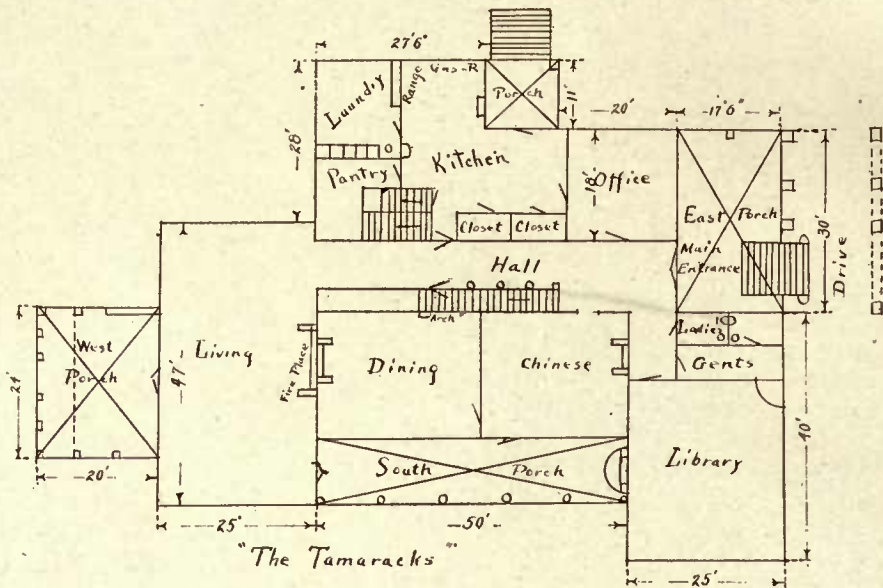 27'6"
Laundry
Range
Gas-R
Porch
11'
20'
17'6"
28'
Kitchen
Pantry
18'
Office
East Porch
30'
Drive
Closet Closet
Main
Entrance
Hall
"Arch"
Ladies
Gents
West
Porch
24'
20'
Living
47'
Fire Place
Dining
Chinese
Library
40'
South Porch
25'
50'
25'
"The Tamaracks"